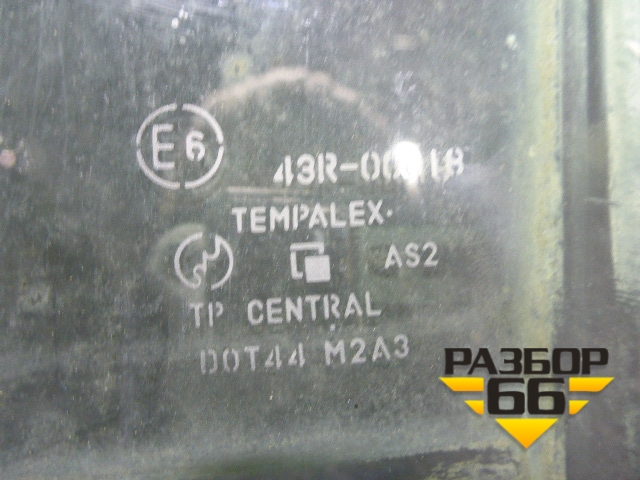 E6
TEMPALEX
AS2
TP CENTRAL
DOT44 M2A3
РАЗБОР
66